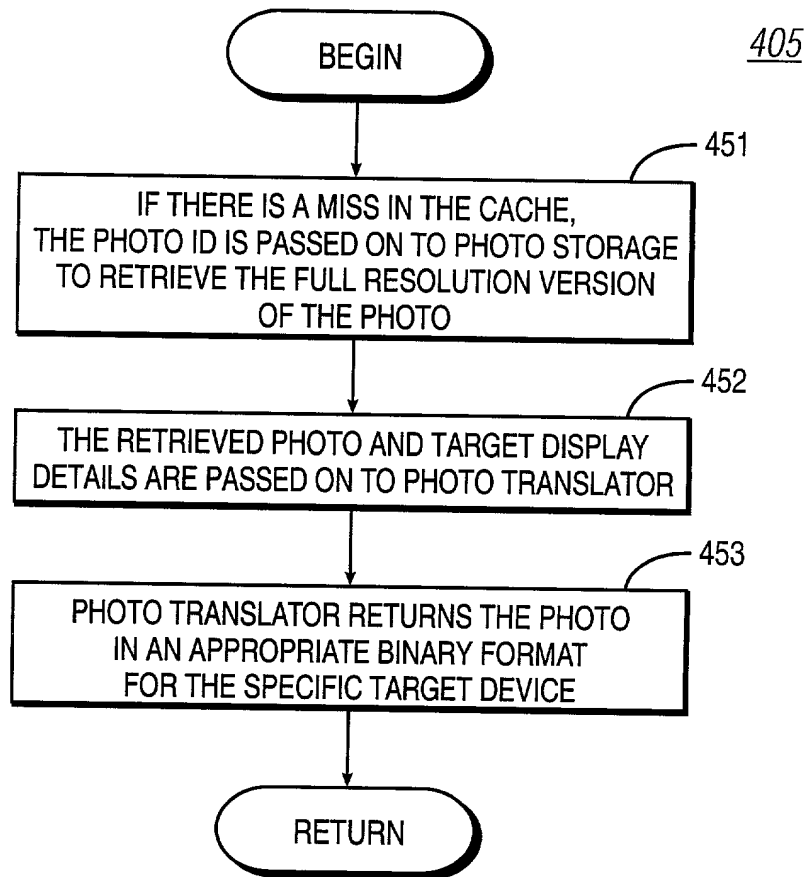 BEGIN
405
451
IF THERE IS A MISS IN THE CACHE,
THE PHOTO ID IS PASSED ON TO PHOTO STORAGE
TO RETRIEVE THE FULL RESOLUTION VERSION
OF THE PHOTO
452
THE RETRIEVED PHOTO AND TARGET DISPLAY
DETAILS ARE PASSED ON TO PHOTO TRANSLATOR
453
PHOTO TRANSLATOR RETURNS THE PHOTO
IN AN APPROPRIATE BINARY FORMAT
FOR THE SPECIFIC TARGET DEVICE
RETURN